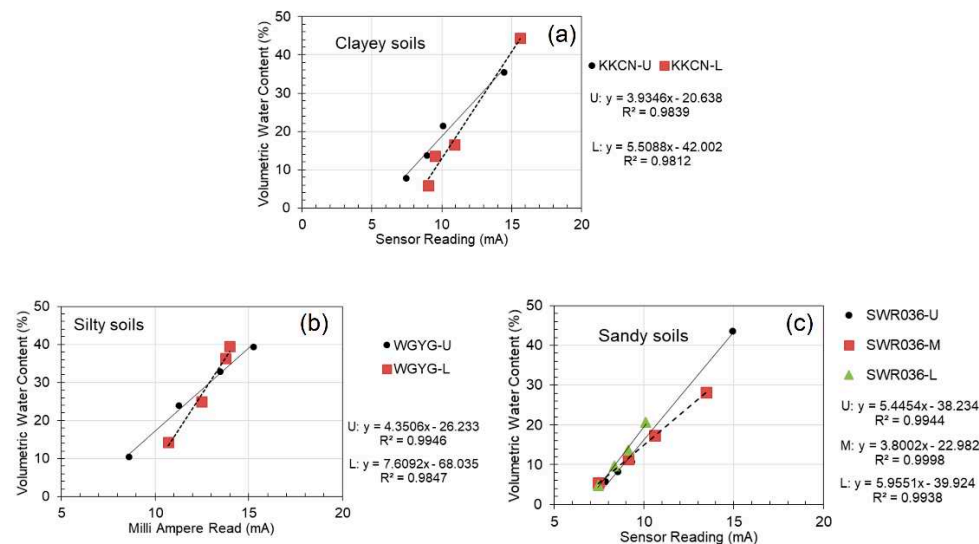 (a)
Clayey soils
Volumetric Water Content (%)
50
40
30
20
10
0
0
5
10
15
20
Sensor Reading (mA)
KKCN-U
KKCN-L
U: y = 3.9346x - 20.638
R² = 0.9839
L: y = 5.5088x - 42.002
R² = 0.9812
(b)
Silty soils
Volumetric Water Content (%)
50
40
30
20
10
0
5
10
15
20
Milli Ampere Read (mA)
WGYG-U
WGYG-L
U: y = 4.3506x - 26.233
R² = 0.9946
L: y = 7.6092x - 68.035
R² = 0.9847
(c)
Sandy soils
Volumetric Water Content (%)
50
40
30
20
10
0
5
10
15
20
Sensor Reading (mA)
SWR036-U
SWR036-M
SWR036-L
U: y = 5.4454x - 38.234
R² = 0.9944
M: y = 3.8002x - 22.982
R² = 0.9998
L: y = 5.9551x - 39.924
R² = 0.9938